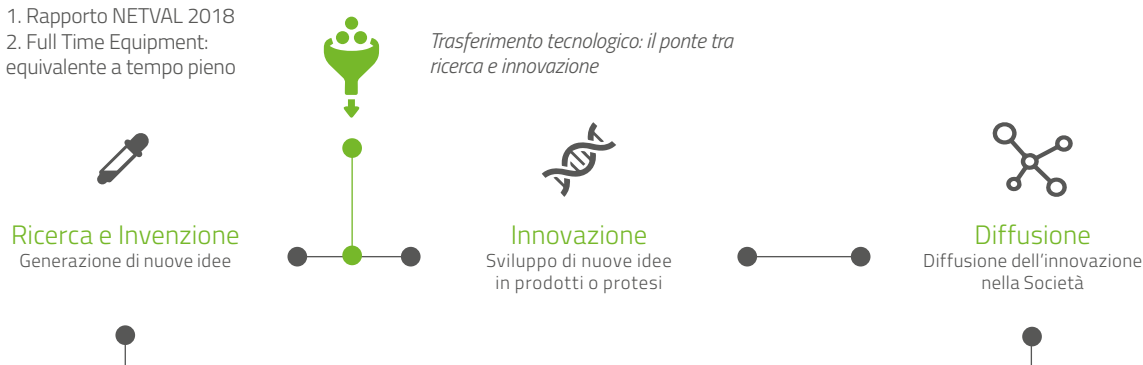 1. Rapporto NETVAL 2018
2. Full Time Equipment:
equivalente a tempo pieno
Trasferimento tecnologico: il ponte tra
ricerca e innovazione
Ricerca e Invenzione
Generazione di nuove idee
Innovazione
Sviluppo di nuove idee
in prodotti o protesi
Diffusione
Diffusione dell'innovazione
nella Società